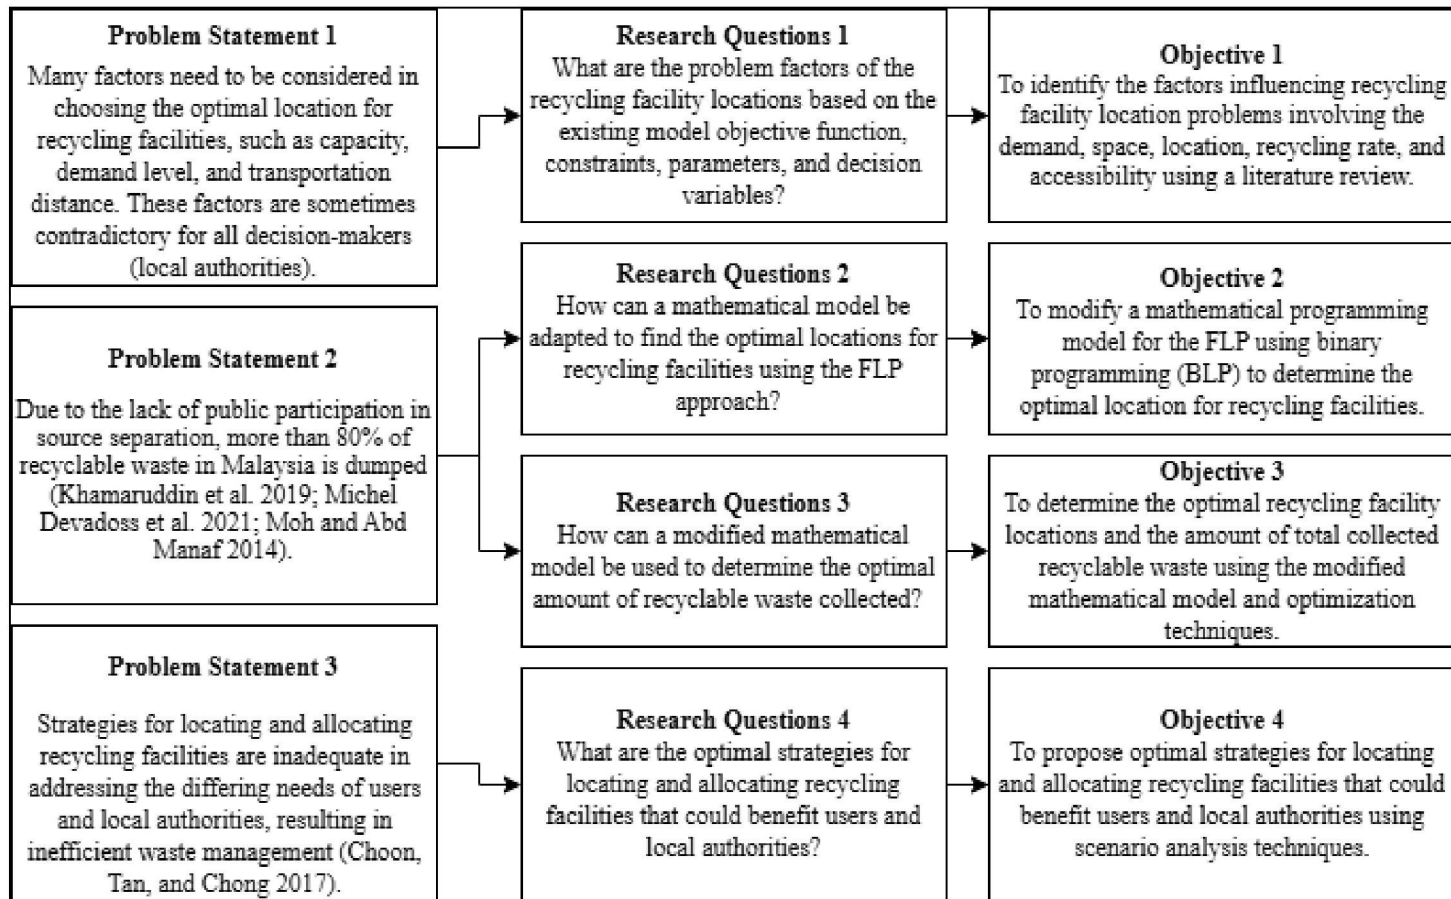 Problem Statement 1
Many factors need to be considered in
choosing the optimal location for
recycling facilities, such as capacity,
demand level, and transportation
distance. These factors are sometimes
contradictory for all decision-makers
(local authorities).
Research Questions 1
What are the problem factors of the
recycling facility locations based on the
existing model objective function,
constraints, parameters, and decision
variables?
Objective 1
To identify the factors influencing recycling
facility location problems involving the
demand, space, location, recycling rate, and
accessibility using a literature review.
Problem Statement 2
Due to the lack of public participation in
source separation, more than 80% of
recyclable waste in Malaysia is dumped
(Khamaruddin et al. 2019; Michel
Devadoss et al. 2021; Moh and Abd
Manaf 2014).
Research Questions 2
How can a mathematical model be
adapted to find the optimal locations for
recycling facilities using the FLP
approach?
Objective 2
To modify a mathematical programming
model for the FLP using binary
programming (BLP) to determine the
optimal location for recycling facilities.
Research Questions 3
How can a modified mathematical
model be used to determine the optimal
amount of recyclable waste collected?
Objective 3
To determine the optimal recycling facility
locations and the amount of total collected
recyclable waste using the modified
mathematical model and optimization
techniques.
Problem Statement 3
Strategies for locating and allocating
recycling facilities are inadequate in
addressing the differing needs of users
and local authorities, resulting in
inefficient waste management (Choon,
Tan, and Chong 2017).
Research Questions 4
What are the optimal strategies for
locating and allocating recycling
facilities that could benefit users and
local authorities?
Objective 4
To propose optimal strategies for locating
and allocating recycling facilities that could
benefit users and local authorities using
scenario analysis techniques.